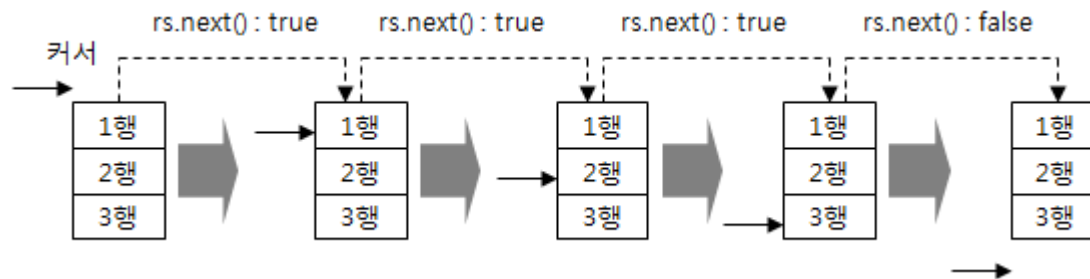 rs.next() : true rs.next() : true rs.next() : true rs.next() : false
커서
1행 1행 1행 1행 1행
2행 2행 2행 2행 2행
3행 3행 3행 3행 3행